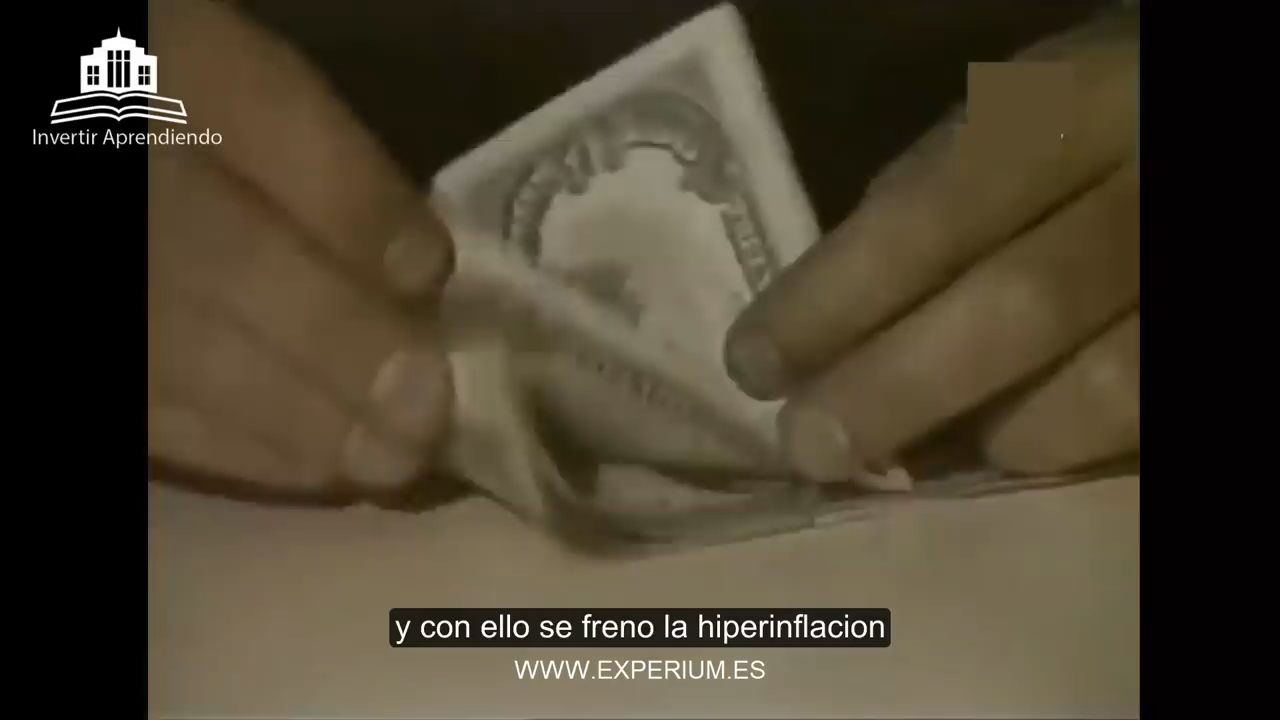 Invertir Aprendiendo
y con ello se freno la hiperinflacion
WWW.EXPERIUM.ES